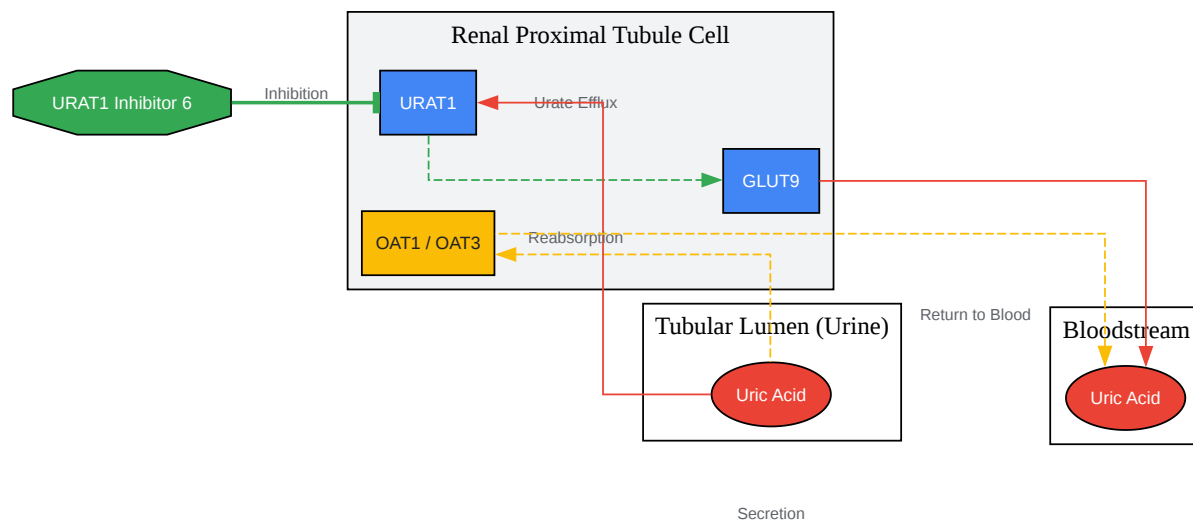 Renal Proximal Tubule Cell
URAT1 Inhibitor 6
Inhibition
URAT1
Urate Efflux
GLUT9
OAT1 / OAT3
Reabsorption
Tubular Lumen (Urine)
Return to Blood
Bloodstream
Uric Acid
Uric Acid
Secretion